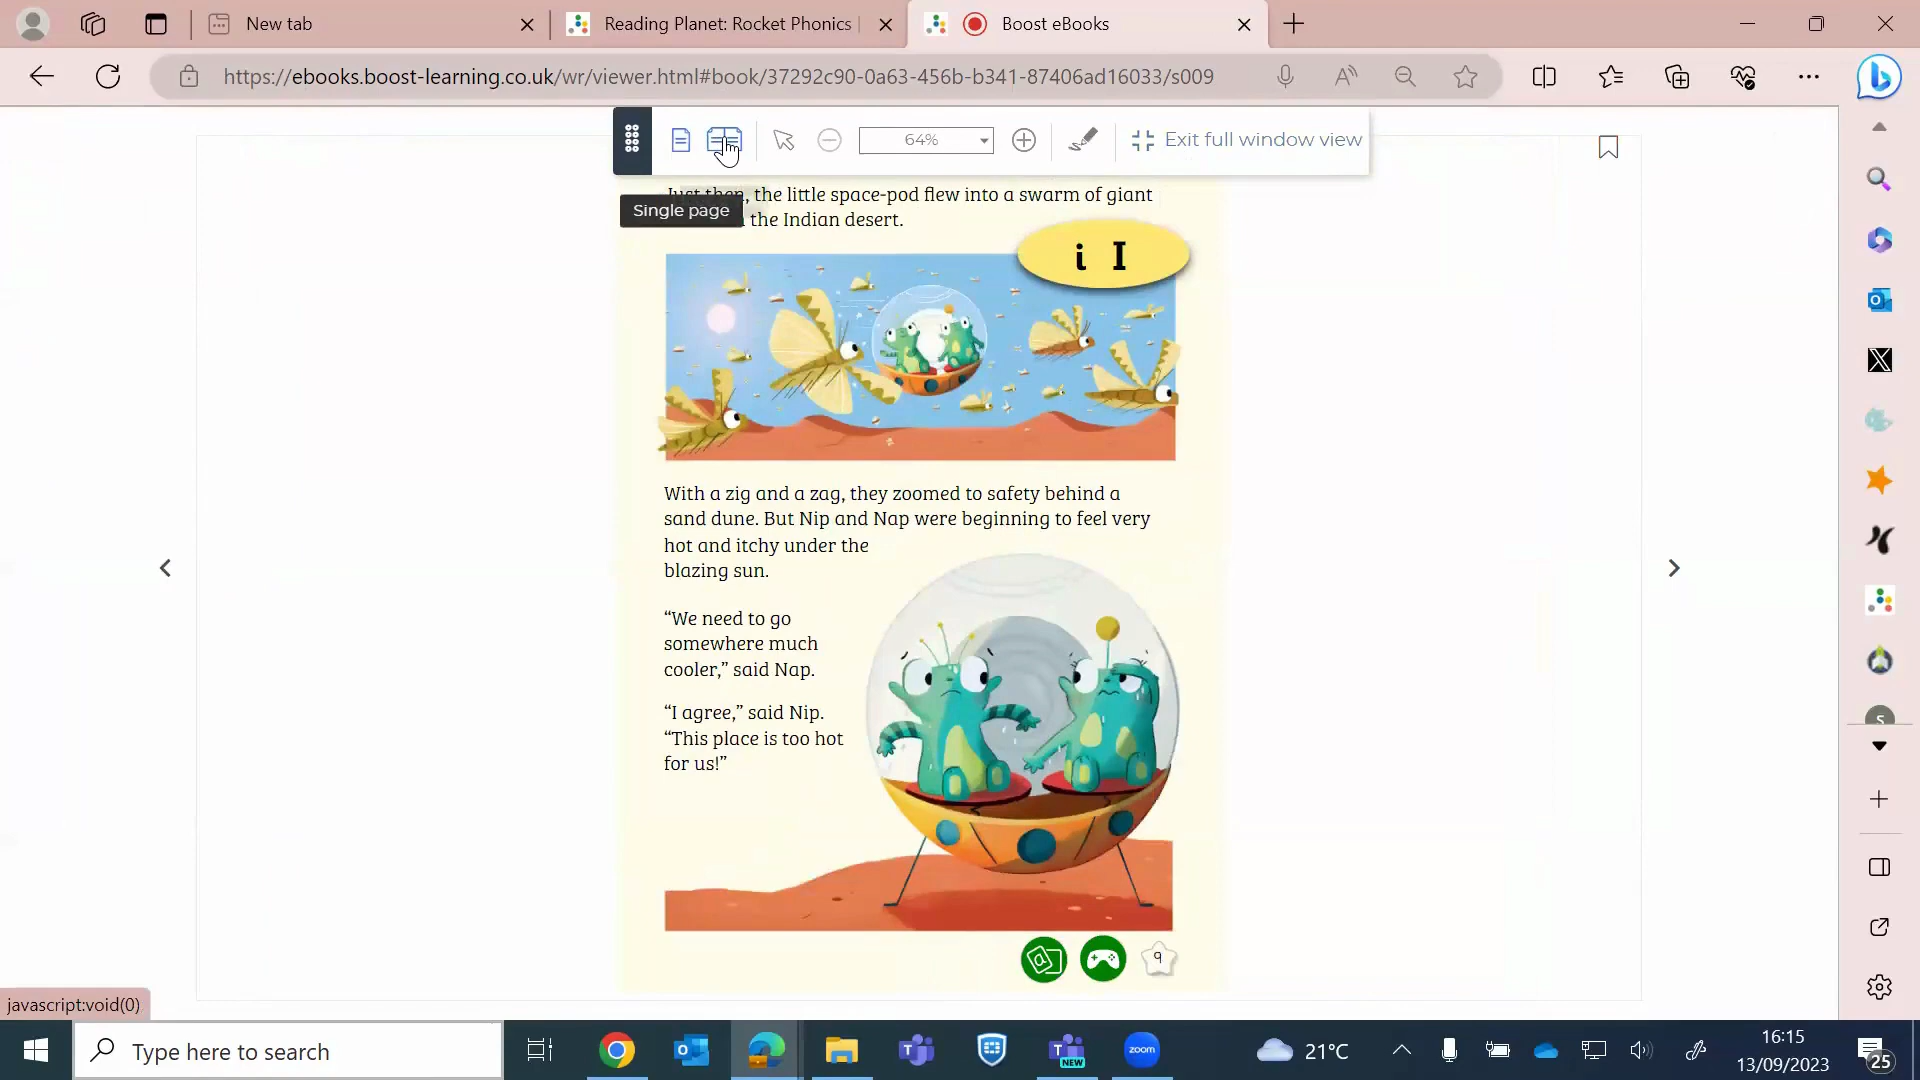 New tab
Reading Planet: Rocket Phonics |
Boost eBooks
https://ebooks.boost-learning.co.uk/wr/viewer.html#book/37292c90-0a63-456b-b341-87406ad16033/s009
64%
Exit full window view
Just then, the little space-pod flew into a swarm of giant
Single page
the Indian desert.
i I
With a zig and a zag, they zoomed to safety behind a
sand dune. But Nip and Nap were beginning to feel very
hot and itchy under the
blazing sun.
“We need to go
somewhere much
cooler,” said Nap.
“I agree,” said Nip.
“This place is too hot
for us!”
9
javascript:void(0)
Type here to search
zoom
NEW
21°C
16:15
13/09/2023
25